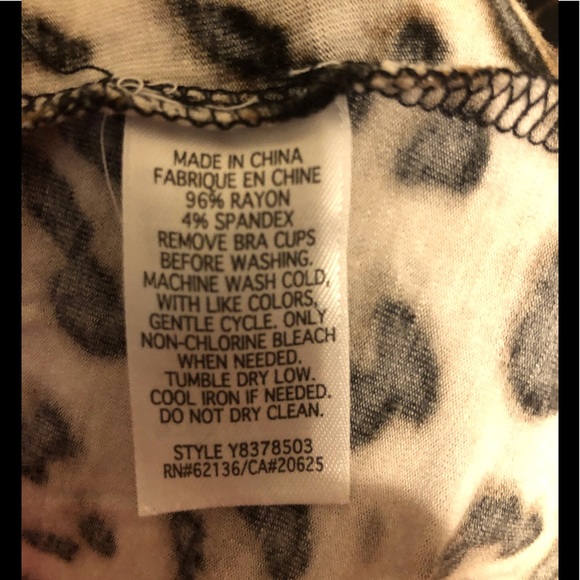 MADE IN CHINA
FABRIQUE EN CHINE
96% RAYON
4% SPANDEX
REMOVE BRA CUPS
BEFORE WASHING.
MACHINE WASH COLD,
WITH LIKE COLORS,
GENTLE CYCLE. ONLY
NON-CHLORINE BLEACH
WHEN NEEDED.
TUMBLE DRY LOW.
COOL IRON IF NEEDED.
DO NOT DRY CLEAN.
STYLE Y8378503
RN#62136/CA#20625